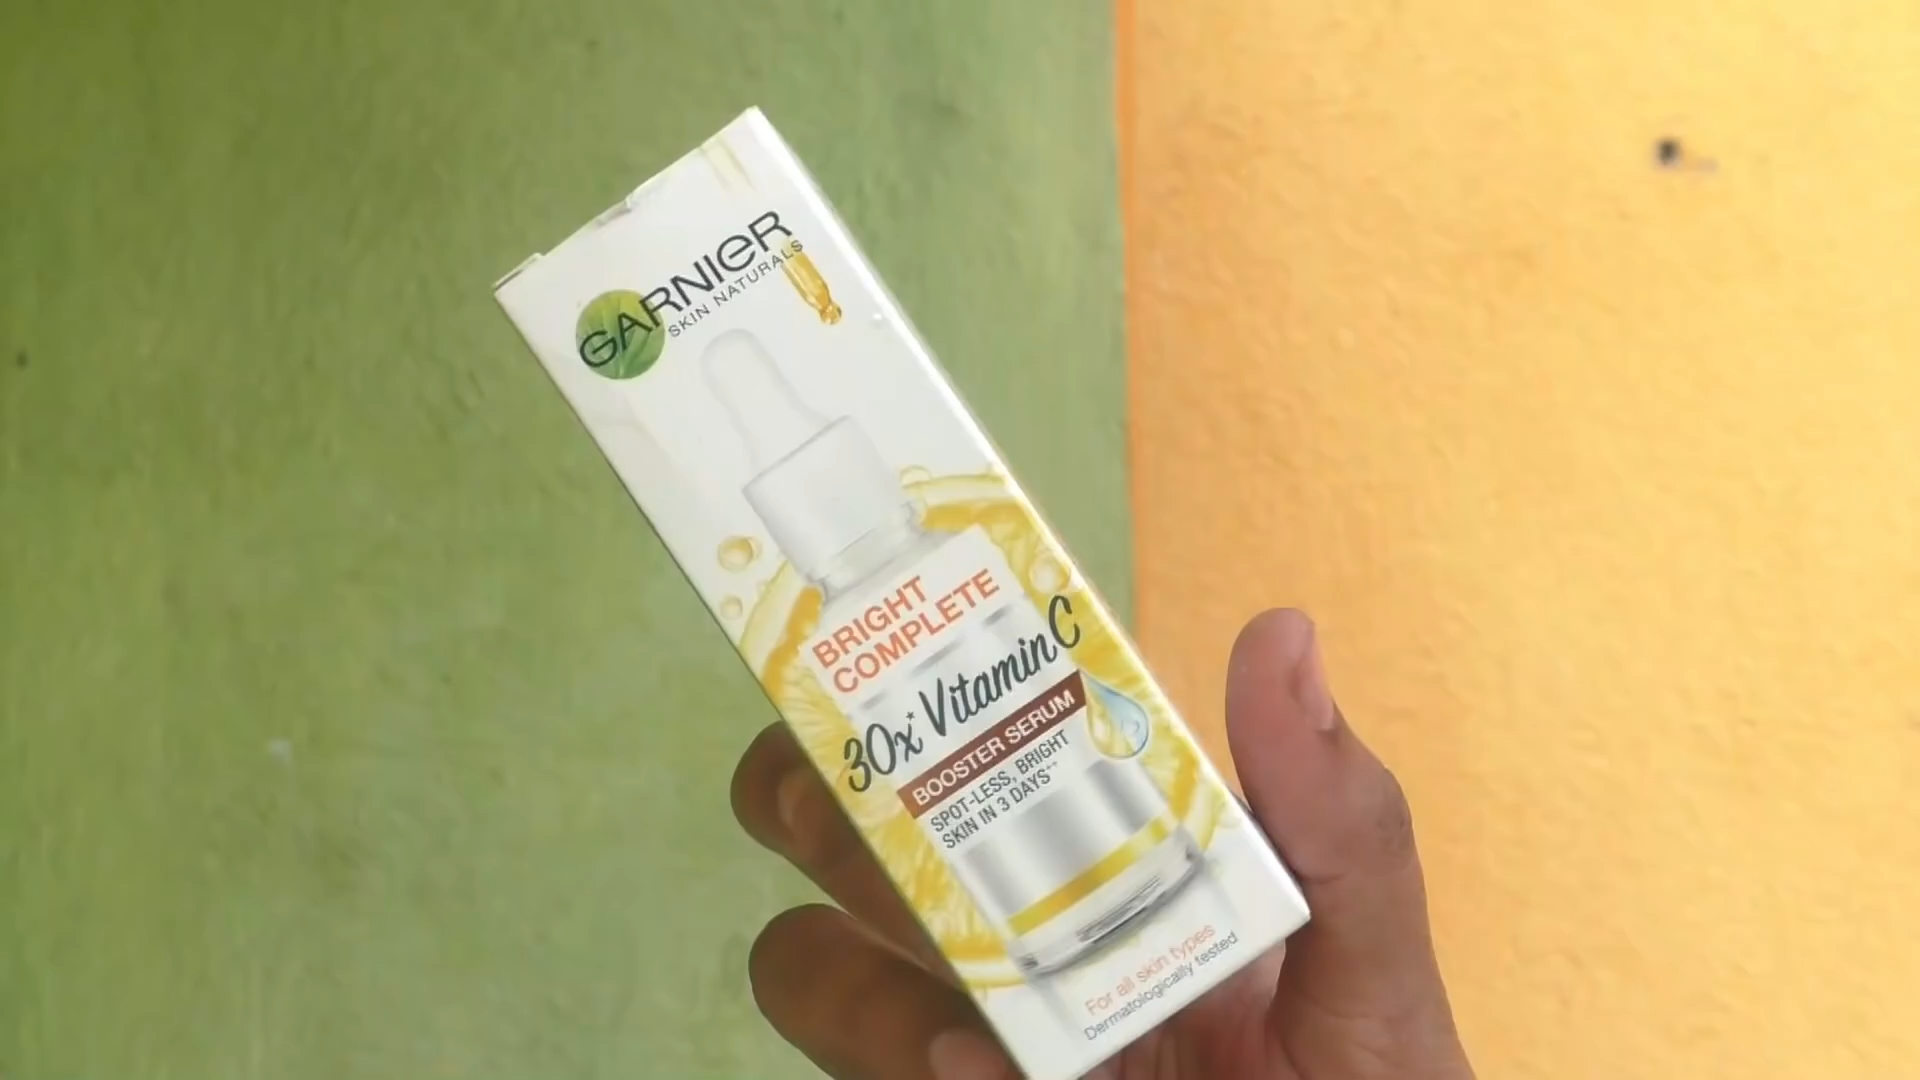 GARNIER
SKIN NATURALS
BRIGHT
COMPLETE
30x* Vitamin C
BOOSTER SERUM
SPOT-LESS, BRIGHT
SKIN IN 3 DAYS**
For all skin types
Dermatologically tested